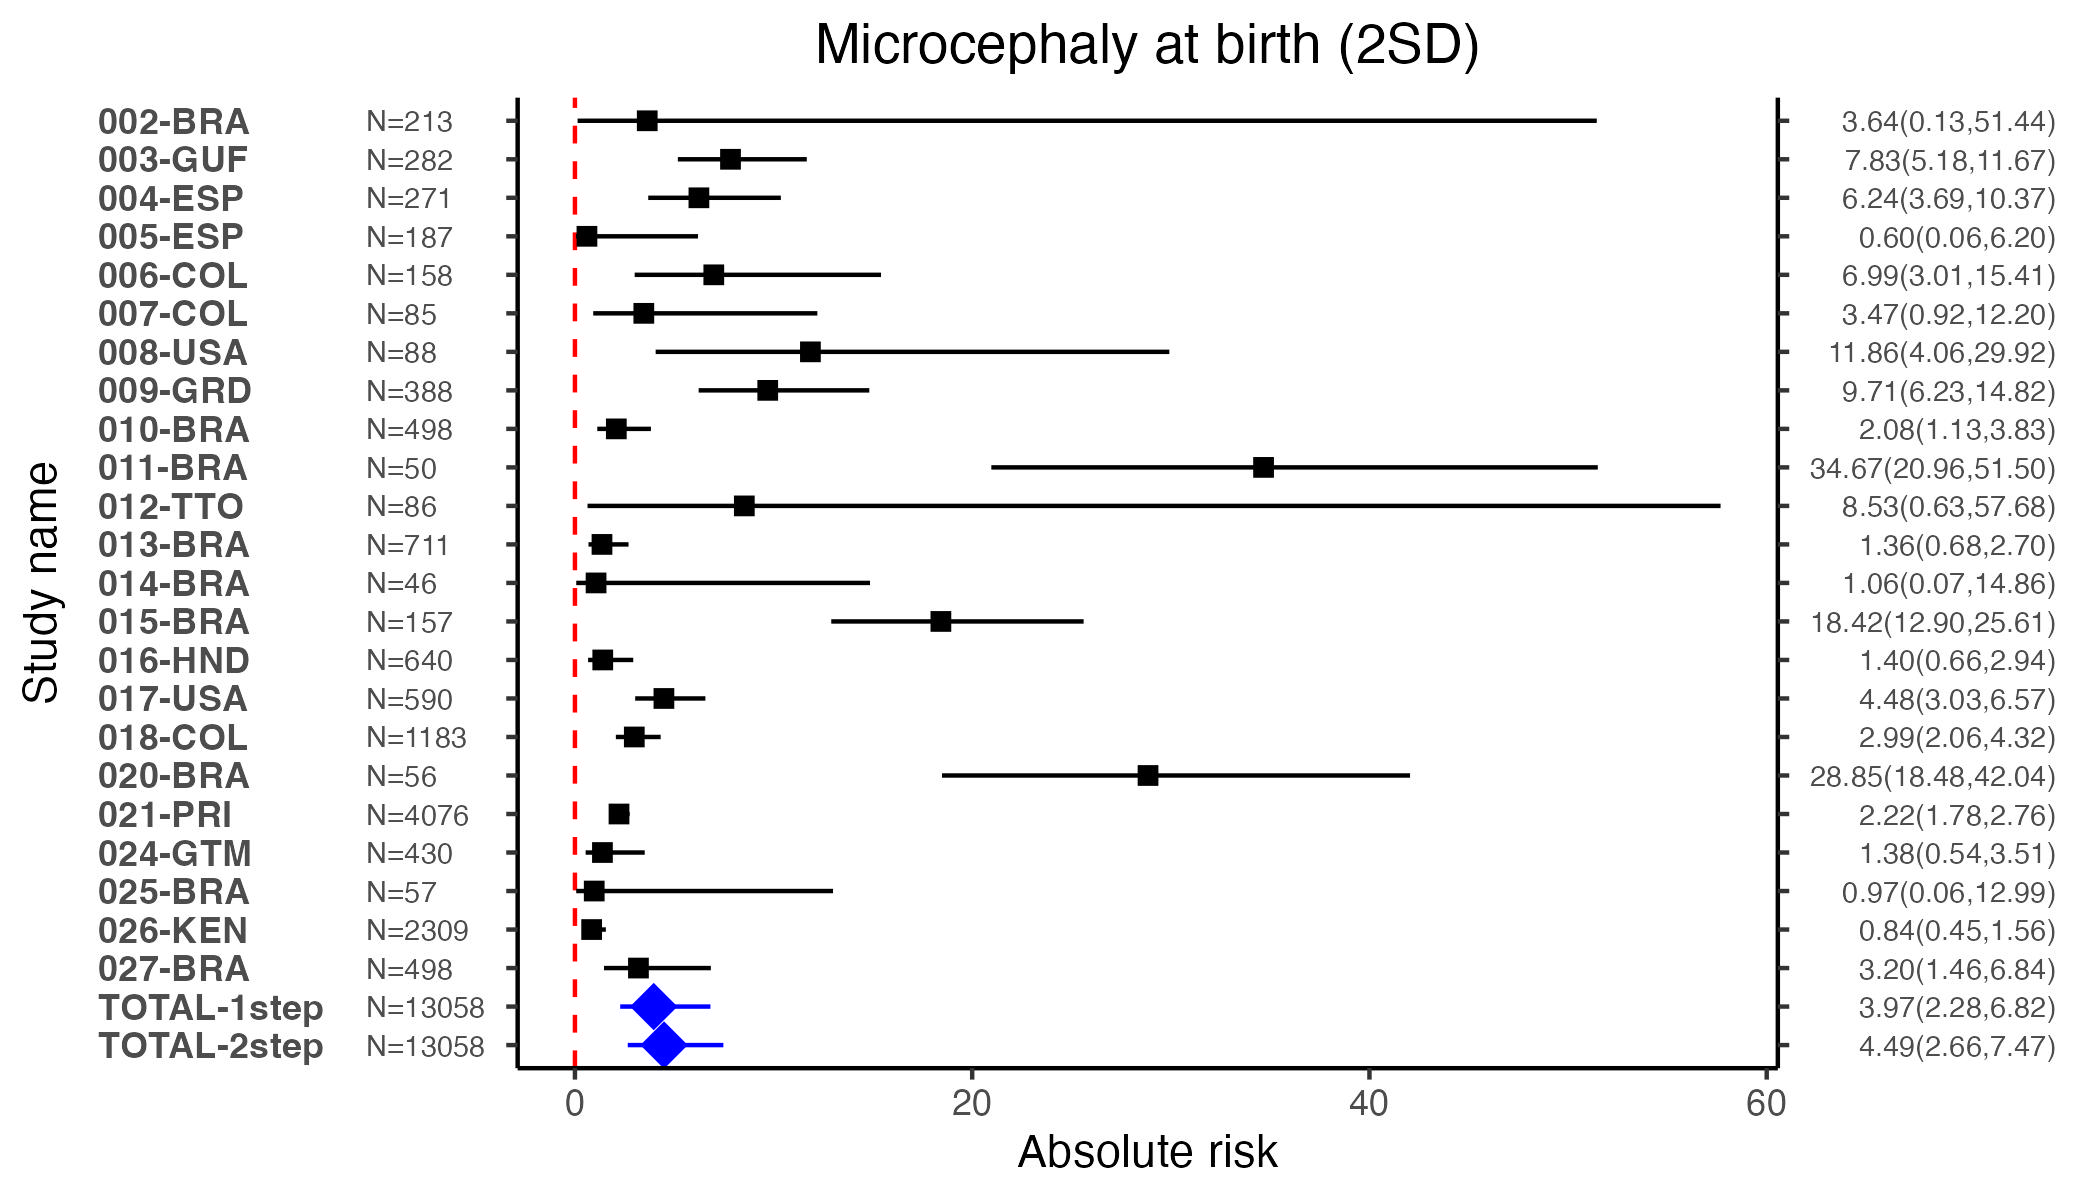 Microcephaly at birth (2SD)
Study name
002-BRA N=213 3.64(0.13,51.44)
003-GUF N=282 7.83(5.18,11.67)
004-ESP N=271 6.24(3.69,10.37)
005-ESP N=187 0.60(0.06,6.20)
006-COL N=158 6.99(3.01,15.41)
007-COL N=85 3.47(0.92,12.20)
008-USA N=88 11.86(4.06,29.92)
009-GRD N=388 9.71(6.23,14.82)
010-BRA N=498 2.08(1.13,3.83)
011-BRA N=50 34.67(20.96,51.50)
012-TTO N=86 8.53(0.63,57.68)
013-BRA N=711 1.36(0.68,2.70)
014-BRA N=46 1.06(0.07,14.86)
015-BRA N=157 18.42(12.90,25.61)
016-HND N=640 1.40(0.66,2.94)
017-USA N=590 4.48(3.03,6.57)
018-COL N=1183 2.99(2.06,4.32)
020-BRA N=56 28.85(18.48,42.04)
021-PRI N=4076 2.22(1.78,2.76)
024-GTM N=430 1.38(0.54,3.51)
025-BRA N=57 0.97(0.06,12.99)
026-KEN N=2309 0.84(0.45,1.56)
027-BRA N=498 3.20(1.46,6.84)
TOTAL-1step N=13058 3.97(2.28,6.82)
TOTAL-2step N=13058 4.49(2.66,7.47)
0 20 40 60
Absolute risk